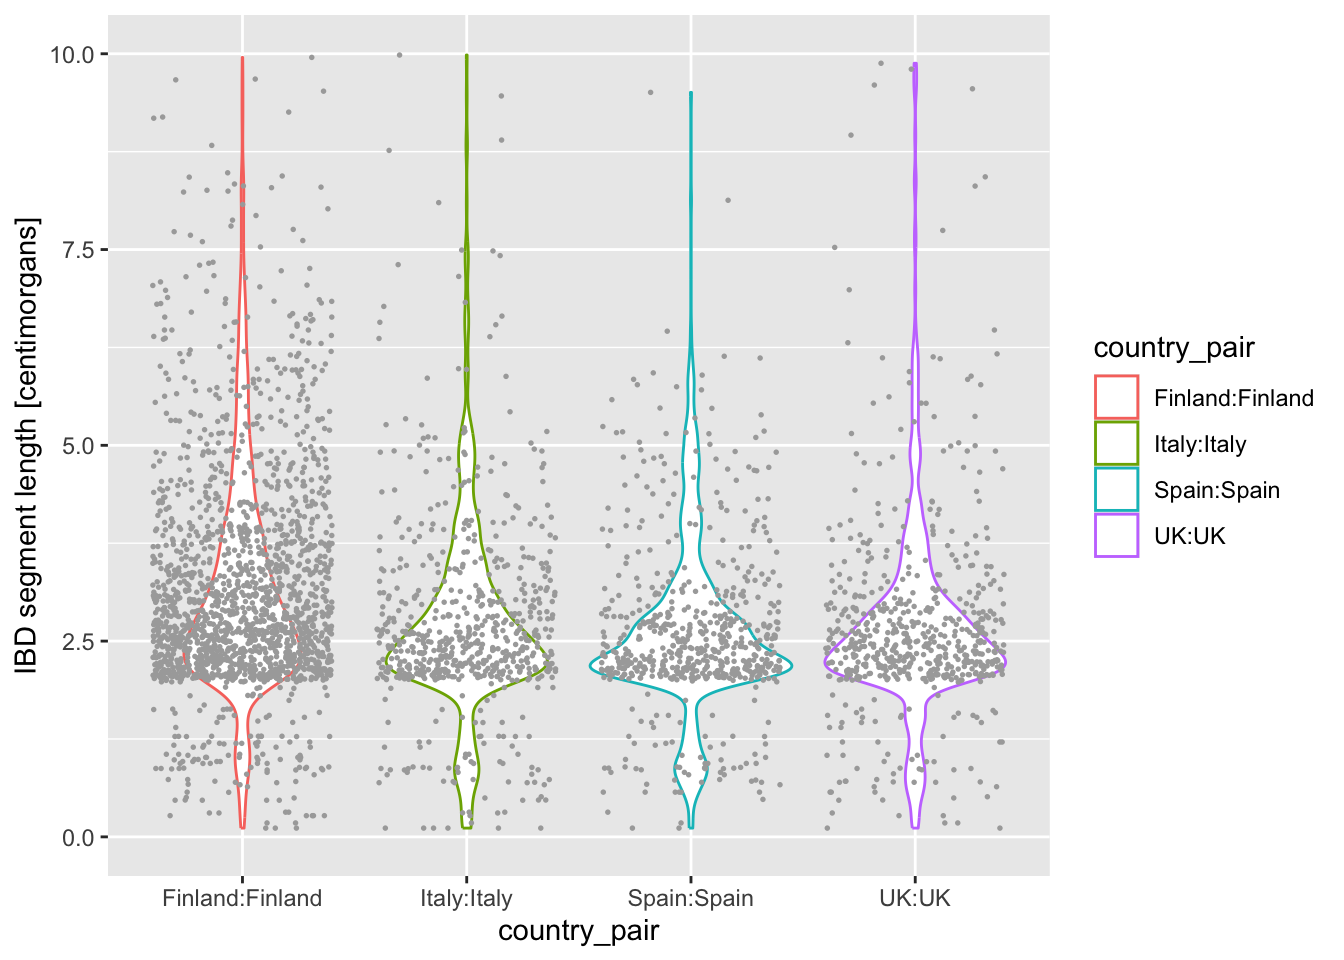 IBD segment length [centimorgans]
10.0
7.5
5.0
2.5
0.0
Finland:Finland
Italy:Italy
Spain:Spain
UK:UK
country_pair
country_pair
Finland:Finland
Italy:Italy
Spain:Spain
UK:UK